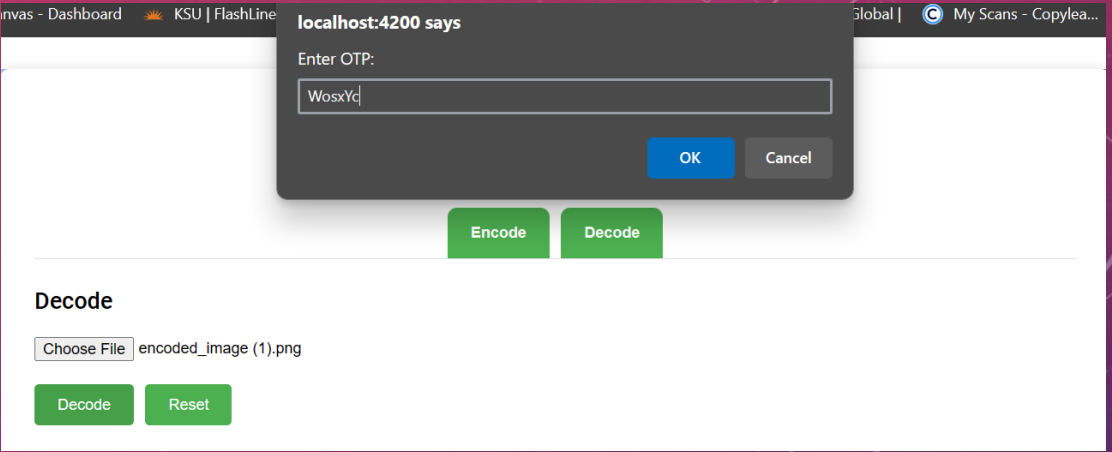 anvas - Dashboard KSU | FlashLine Global | My Scans - Copylea...
localhost:4200 says
Enter OTP:
WosxYc
OK Cancel
Encode Decode
Decode
Choose File encoded_image (1).png
Decode Reset